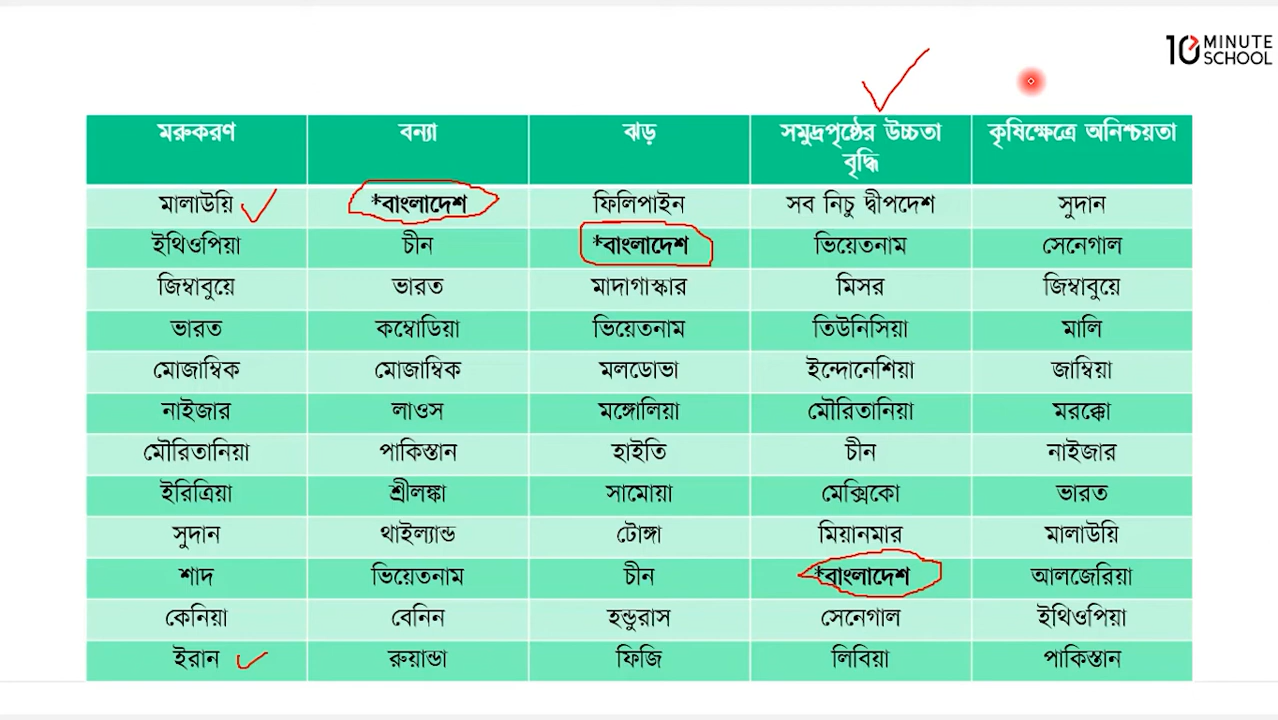 10 MINUTE
SCHOOL
মরুকরণ বন্যা ঝড় সমুদ্রপৃষ্ঠের উচ্চতা বৃদ্ধি কৃষিক্ষেত্রে অনিশ্চয়তা
মালাউয়ি *বাংলাদেশ ফিলিপাইন সব নিচু দ্বীপদেশ সুদান
ইথিওপিয়া চীন *বাংলাদেশ ভিয়েতনাম সেনেগাল
জিম্বাবুয়ে ভারত মাদাগাস্কার মিসর জিম্বাবুয়ে
ভারত কম্বোডিয়া ভিয়েতনাম তিউনিসিয়া মালি
মোজাম্বিক মোজাম্বিক মলডোভা ইন্দোনেশিয়া জাম্বিয়া
নাইজার লাওস মঙ্গোলিয়া মৌরিতানিয়া মরক্কো
মৌরিতানিয়া পাকিস্তান হাইতি চীন নাইজার
ইরিত্রিয়া শ্রীলঙ্কা সামোয়া মেক্সিকো ভারত
সুদান থাইল্যান্ড টোঙ্গা মিয়ানমার মালাউয়ি
শাদ ভিয়েতনাম চীন *বাংলাদেশ আলজেরিয়া
কেনিয়া বেনিন হন্ডুরাস সেনেগাল ইথিওপিয়া
ইরান রুয়ান্ডা ফিজি লিবিয়া পাকিস্তান